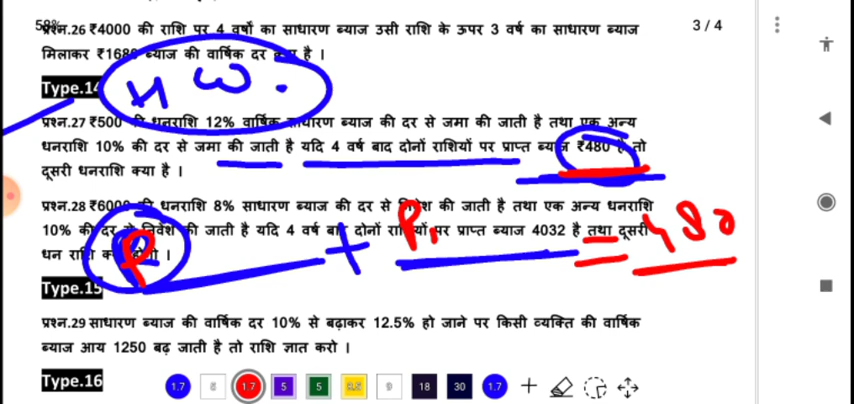 58%
3 / 4
प्रश्न.26 ₹4000 की राशि पर 4 वर्षो का साधारण ब्याज उसी राशि के ऊपर 3 वर्ष का साधारण ब्याज
मिलाकर ब्याज की वार्षिक दर है ।
Type.14
H W .
प्रश्न.27 ₹500 धनराशि 12% वार्षिक साधारण ब्याज की दर से जमा की जाती है तथा एक अन्य
धनराशि 10% की दर से जमा की जाती है यदि 4 वर्ष बाद दोनों राशियों पर प्राप्त ₹480 है तो
दूसरी धनराशि क्या है ।
प्रश्न.28 धनराशि 8% साधारण ब्याज की दर से निवेश की जाती है तथा एक अन्य धनराशि
10% की दर निवेश की जाती है यदि 4 वर्ष बाद दोनों पर प्राप्त ब्याज 4032 है तथा दूसरी
धन
P + P₁ = 480
Type.15
प्रश्न.29 साधारण ब्याज की वार्षिक दर 10% से बढ़ाकर 12.5% हो जाने पर किसी व्यक्ति की वार्षिक
ब्याज आय 1250 बढ़ जाती है तो राशि ज्ञात करो ।
Type.16
1.7 1.7 5 5 18 30 1.7